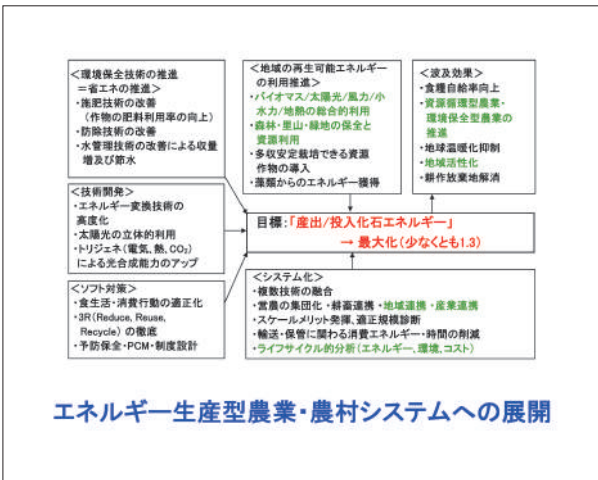 <環境保全技術の推進
=省エネの推進>
・施肥技術の改善
(作物の肥料利用率の向上)
・防除技術の改善
・水管理技術の改善による収量
増及び節水
<地域の再生可能エネルギー
の利用推進>
・バイオマス/太陽光/風力/小
水力/地熱の総合的利用
・森林・里山・緑地の保全と
資源利用
・多収安定栽培できる資源
作物の導入
・藻類からのエネルギー獲得
<波及効果>
・食糧自給率向上
・資源循環型農業・
環境保全型農業の
推進
・地球温暖化抑制
・地域活性化
・耕作放棄地解消
<技術開発>
・エネルギー変換技術の
高度化
・太陽光の立体的利用
・トリジェネ(電気、熱、CO₂)
による光合成能力のアップ
目標:「産出/投入化石エネルギー」
→ 最大化(少なくとも1.3)
<ソフト対策>
・食生活・消費行動の適正化
・3R(Reduce, Reuse,
Recycle) の徹底
・予防保全・PCM・制度設計
<システム化>
・複数技術の融合
・営農の集団化・耕畜連携・地域連携・産業連携
・スケールメリット発揮、適正規模診断
・輸送・保管に関わる消費エネルギー・時間の削減
・ライフサイクル的分析(エネルギー、環境、コスト)
エネルギー生産型農業・農村システムへの展開